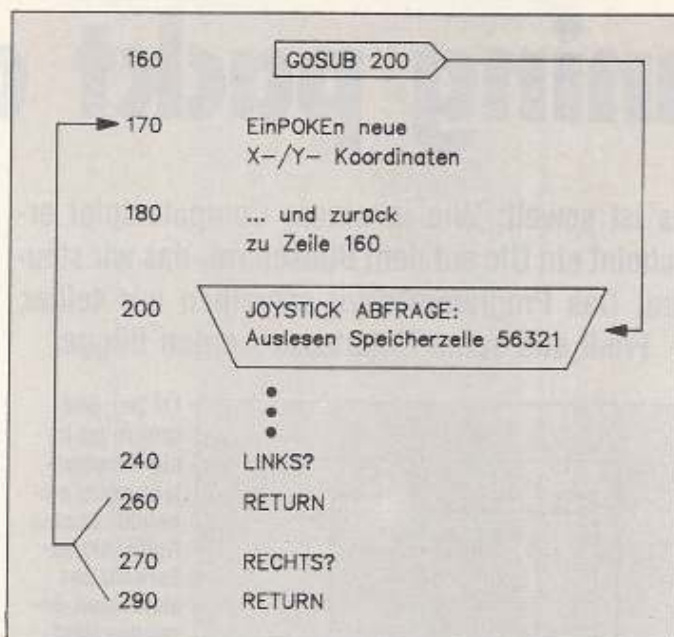 160 GOSUB 200
170 EinPOKEn neue
X-/Y- Koordinaten
180 ... und zurück
zu Zeile 160
200 JOYSTICK ABFRAGE:
Auslesen Speicherzelle 56321
240 LINKS?
260 RETURN
270 RECHTS?
290 RETURN